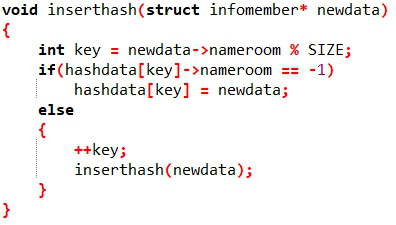 void inserthash(struct infomember* newdata)
{
    int key = newdata->nameroom % SIZE;
    if(hashdata[key]->nameroom == -1)
        hashdata[key] = newdata;
    else
    {
        ++key;
        inserthash(newdata);
    }
}